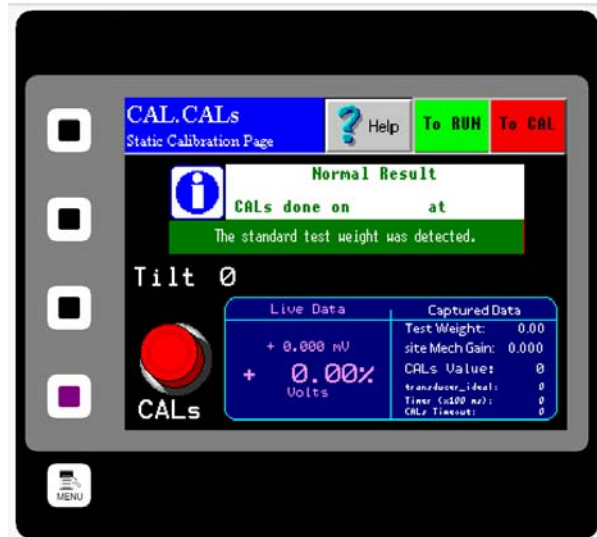 CAL.CALs
Static Calibration Page
? Help
To RUN
To CAL
i
Normal Result
CALs done on at
The standard test weight was detected.
Tilt 0
Live Data
+ 0.000 mV
+ 0.00%
Volts
Captured Data
Test Weight: 0.00
site Mech Gain: 0.000
CALs Value: 0
transducer_ideal: 0
Timer (x100 ms): 0
CALs Timeout: 0
CALs
MENU